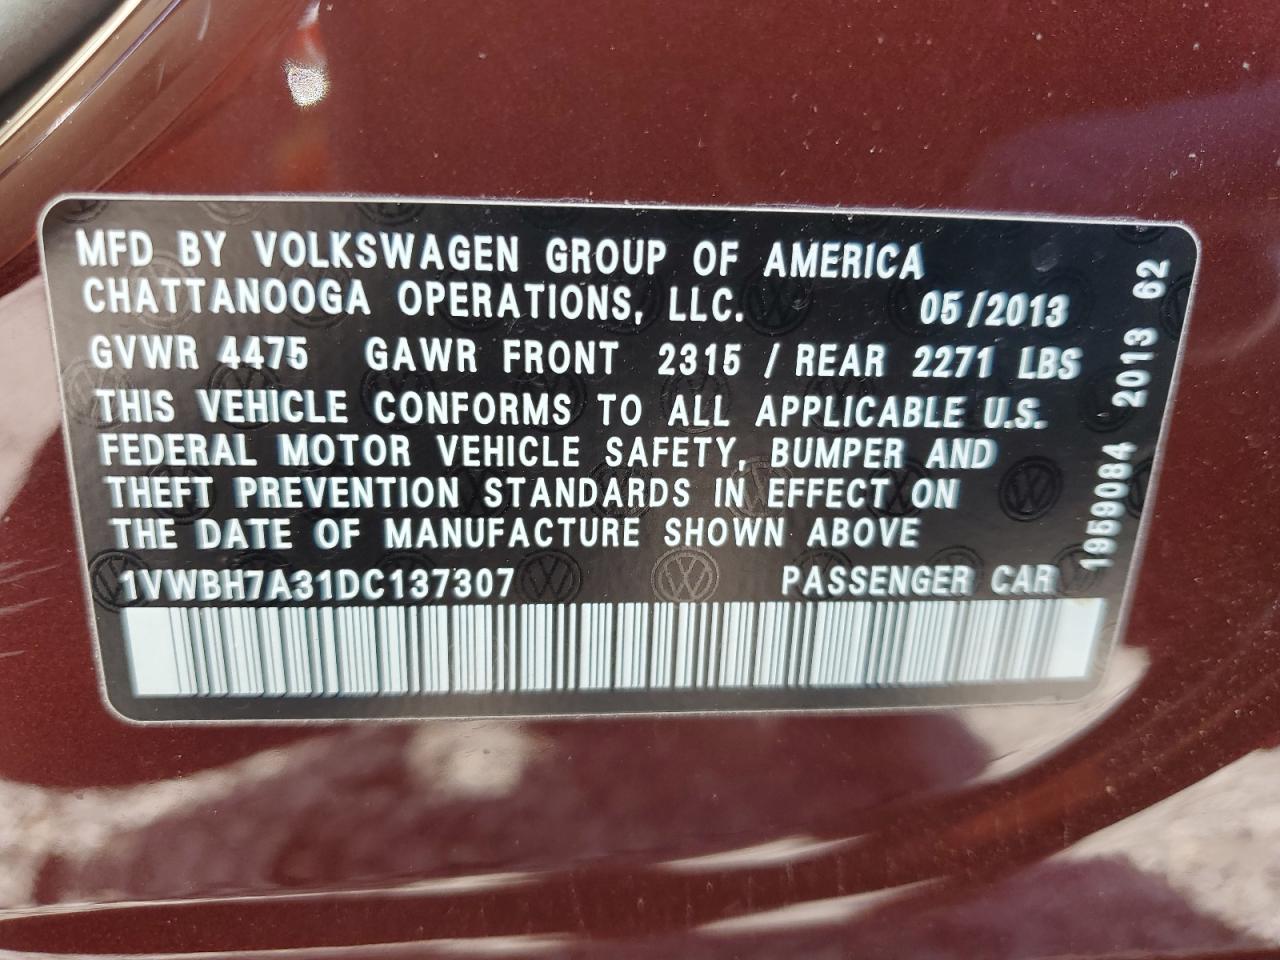 MFD BY VOLKSWAGEN GROUP OF AMERICA
CHATTANOOGA OPERATIONS, LLC. 05/2013
GVWR 4475 GAWR FRONT 2315 / REAR 2271 LBS
THIS VEHICLE CONFORMS TO ALL APPLICABLE U.S.
FEDERAL MOTOR VEHICLE SAFETY, BUMPER AND
THEFT PREVENTION STANDARDS IN EFFECT ON
THE DATE OF MANUFACTURE SHOWN ABOVE
1VWBH7A31DC137307 PASSENGER CAR
1959084 2013 62